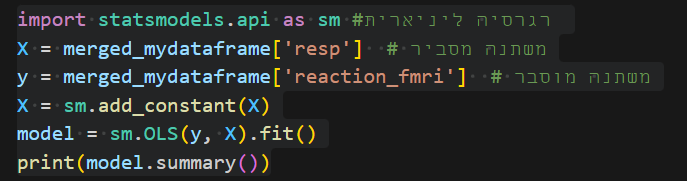 import statsmodels.api as sm #רגרסיה ליניארית
X = merged_mydataframe['resp']  # משתנה מסביר
y = merged_mydataframe['reaction_fmri']  # משתנה מוסבר
X = sm.add_constant(X)
model = sm.OLS(y, X).fit()
print(model.summary())